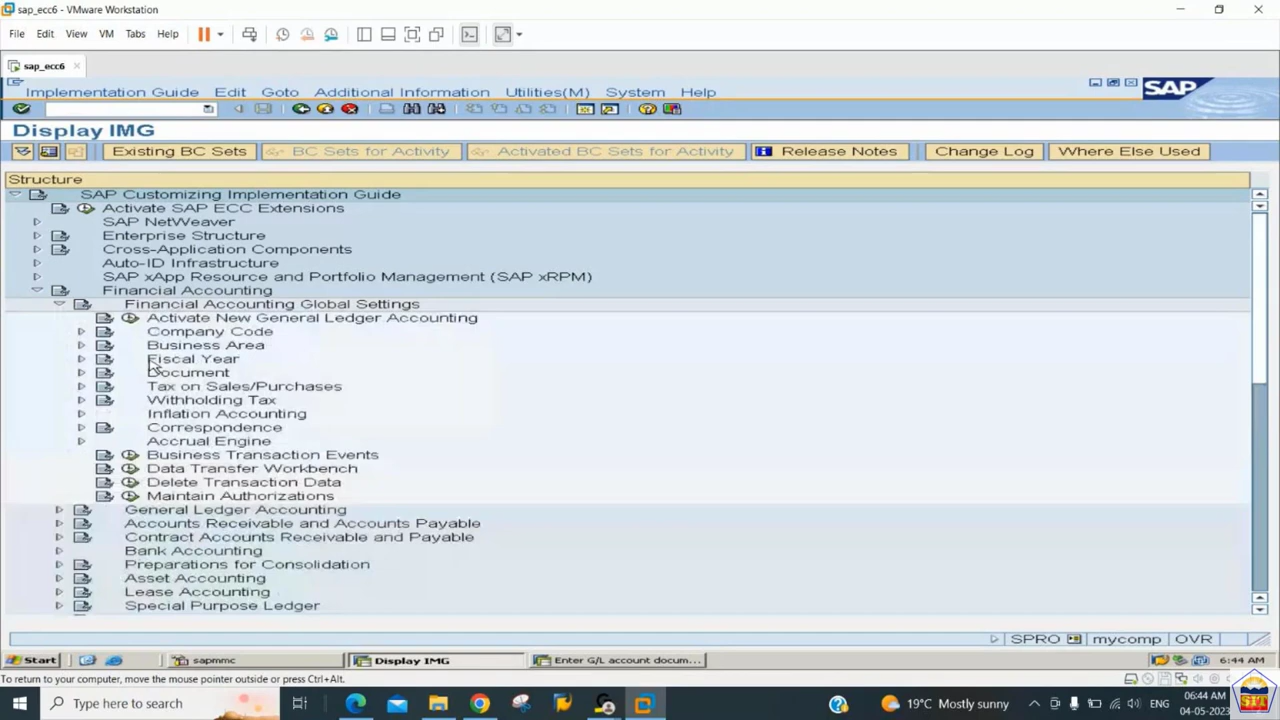 sap_ecc6 - VMware Workstation
File Edit View VM Tabs Help
sap_ecc6
Implementation Guide Edit Goto Additional Information Utilities(M) System Help SAP
Display IMG
Existing BC Sets BC Sets for Activity Activated BC Sets for Activity Release Notes Change Log Where Else Used
Structure
SAP Customizing Implementation Guide
Activate SAP ECC Extensions
SAP NetWeaver
Enterprise Structure
Cross-Application Components
Auto-ID Infrastructure
SAP xApp Resource and Portfolio Management (SAP xRPM)
Financial Accounting
Financial Accounting Global Settings
Activate New General Ledger Accounting
Company Code
Business Area
Fiscal Year
Document
Tax on Sales/Purchases
Withholding Tax
Inflation Accounting
Correspondence
Accrual Engine
Business Transaction Events
Data Transfer Workbench
Delete Transaction Data
Maintain Authorizations
General Ledger Accounting
Accounts Receivable and Accounts Payable
Contract Accounts Receivable and Payable
Bank Accounting
Preparations for Consolidation
Asset Accounting
Lease Accounting
Special Purpose Ledger
SPRO mycomp OVR
Start sapmmc Display IMG Enter G/L account docum... 6:44 AM
To return to your computer, move the mouse pointer outside or press Ctrl+Alt.
Type here to search 19°C Mostly sunny 06:44 AM
04-05-2023
SIT